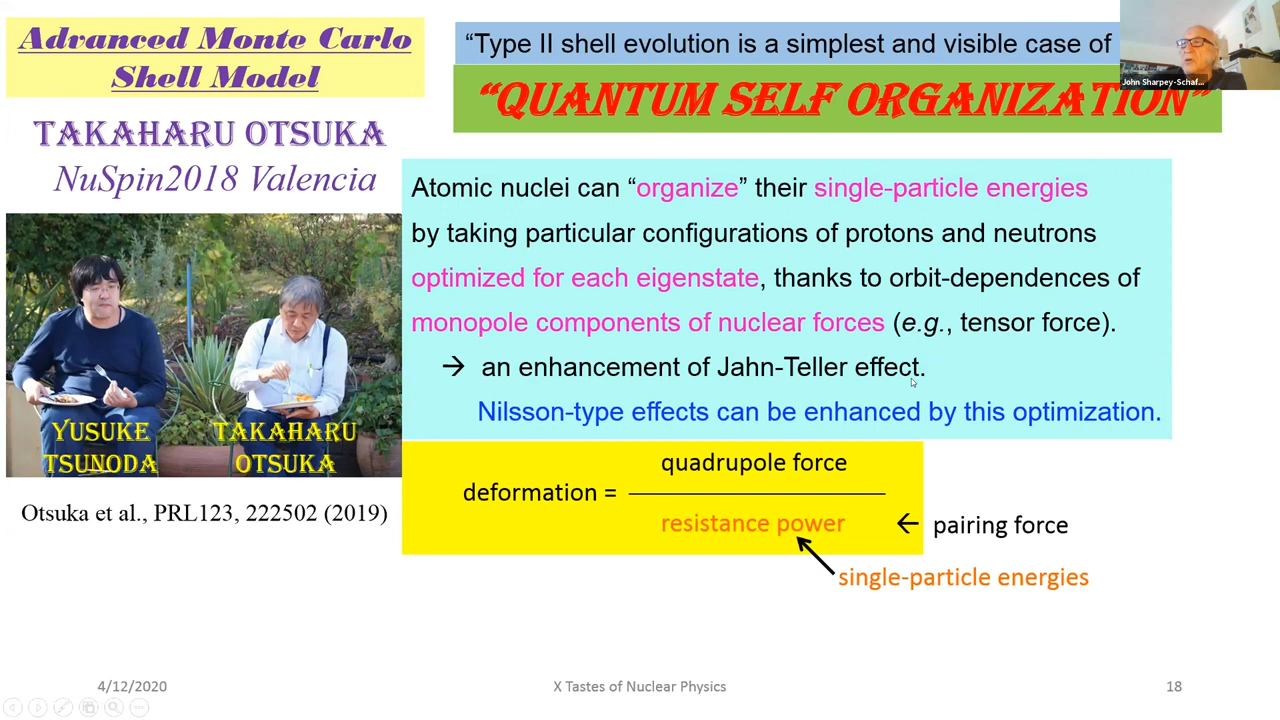 Advanced Monte Carlo
Shell Model
TAKAHARU OTSUKA
NuSpin2018 Valencia
YUSUKE
TSUNODA
TAKAHARU
OTSUKA
Otsuka et al., PRL123, 222502 (2019)
“Type II shell evolution is a simplest and visible case of
“QUANTUM SELF ORGANIZATION”
John Sharpey-Schaf...
Atomic nuclei can “organize” their single-particle energies
by taking particular configurations of protons and neutrons
optimized for each eigenstate, thanks to orbit-dependences of
monopole components of nuclear forces (e.g., tensor force).
→ an enhancement of Jahn-Teller effect.
Nilsson-type effects can be enhanced by this optimization.
quadrupole force
deformation =
resistance power ← pairing force
single-particle energies
4/12/2020 X Tastes of Nuclear Physics 18